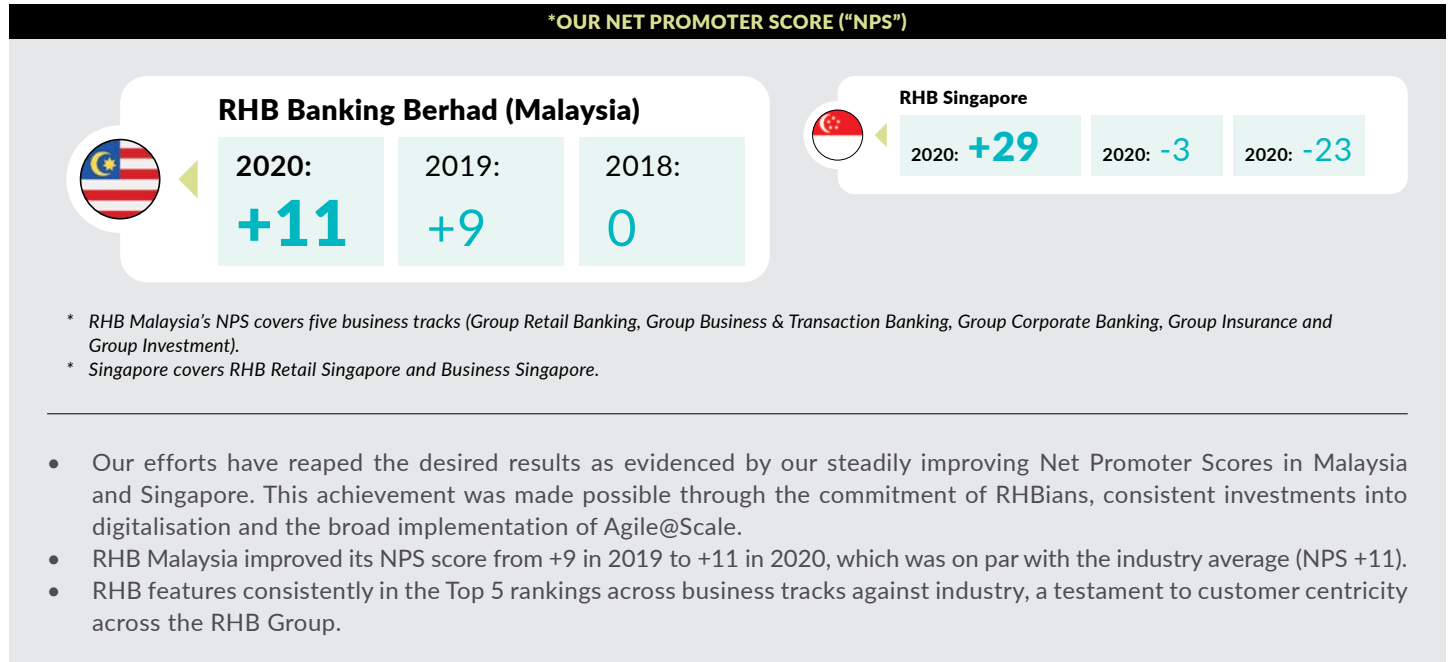 *OUR NET PROMOTER SCORE (“NPS”)
RHB Banking Berhad (Malaysia)
2020:
+11
2019:
+9
2018:
0
RHB Singapore
2020: +29
2020: -3
2020: -23
* RHB Malaysia’s NPS covers five business tracks (Group Retail Banking, Group Business & Transaction Banking, Group Corporate Banking, Group Insurance and
Group Investment).
* Singapore covers RHB Retail Singapore and Business Singapore.
• Our efforts have reaped the desired results as evidenced by our steadily improving Net Promoter Scores in Malaysia
and Singapore. This achievement was made possible through the commitment of RHBians, consistent investments into
digitalisation and the broad implementation of Agile@Scale.
• RHB Malaysia improved its NPS score from +9 in 2019 to +11 in 2020, which was on par with the industry average (NPS +11).
• RHB features consistently in the Top 5 rankings across business tracks against industry, a testament to customer centricity
across the RHB Group.